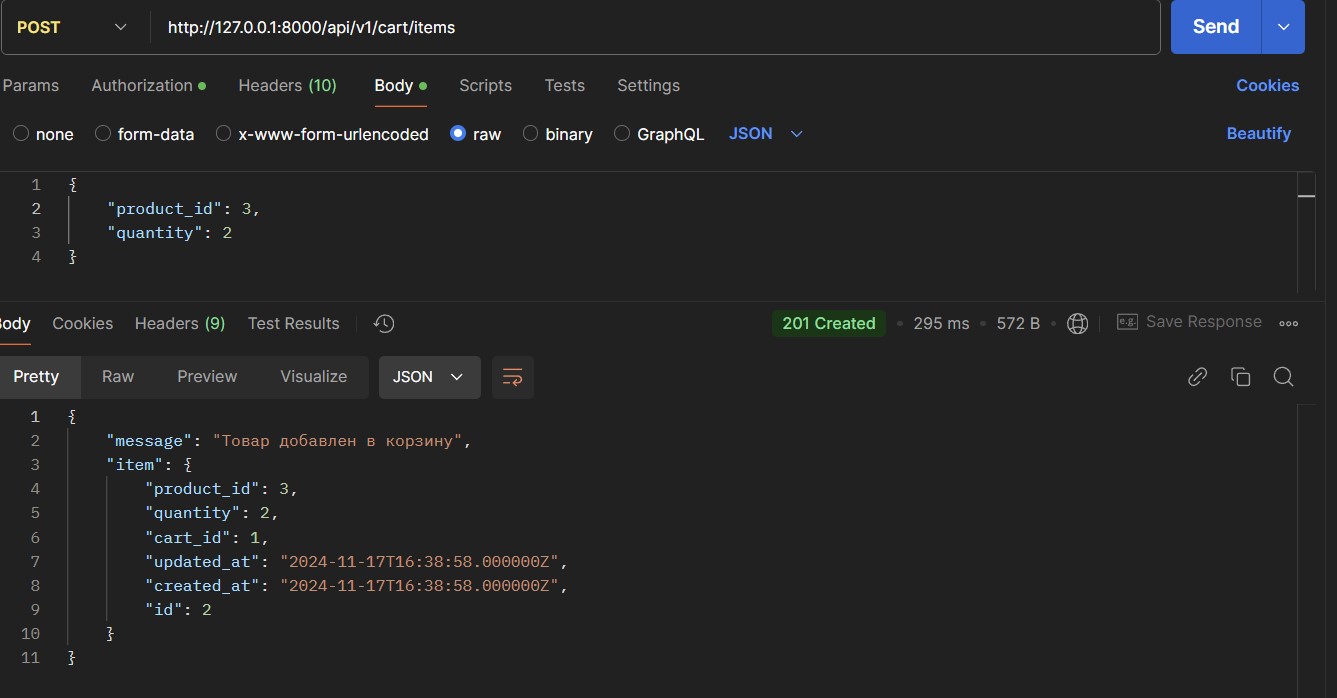 POST http://127.0.0.1:8000/api/v1/cart/items Send
Params Authorization Headers (10) Body Scripts Tests Settings Cookies
none form-data x-www-form-urlencoded raw binary GraphQL JSON Beautify
1 {
2 "product_id": 3,
3 "quantity": 2
4 }
Body Cookies Headers (9) Test Results 201 Created 295 ms 572 B e.g. Save Response
Pretty Raw Preview Visualize JSON
1 {
2 "message": "Товар добавлен в корзину",
3 "item": {
4 "product_id": 3,
5 "quantity": 2,
6 "cart_id": 1,
7 "updated_at": "2024-11-17T16:38:58.000000Z",
8 "created_at": "2024-11-17T16:38:58.000000Z",
9 "id": 2
10 }
11 }